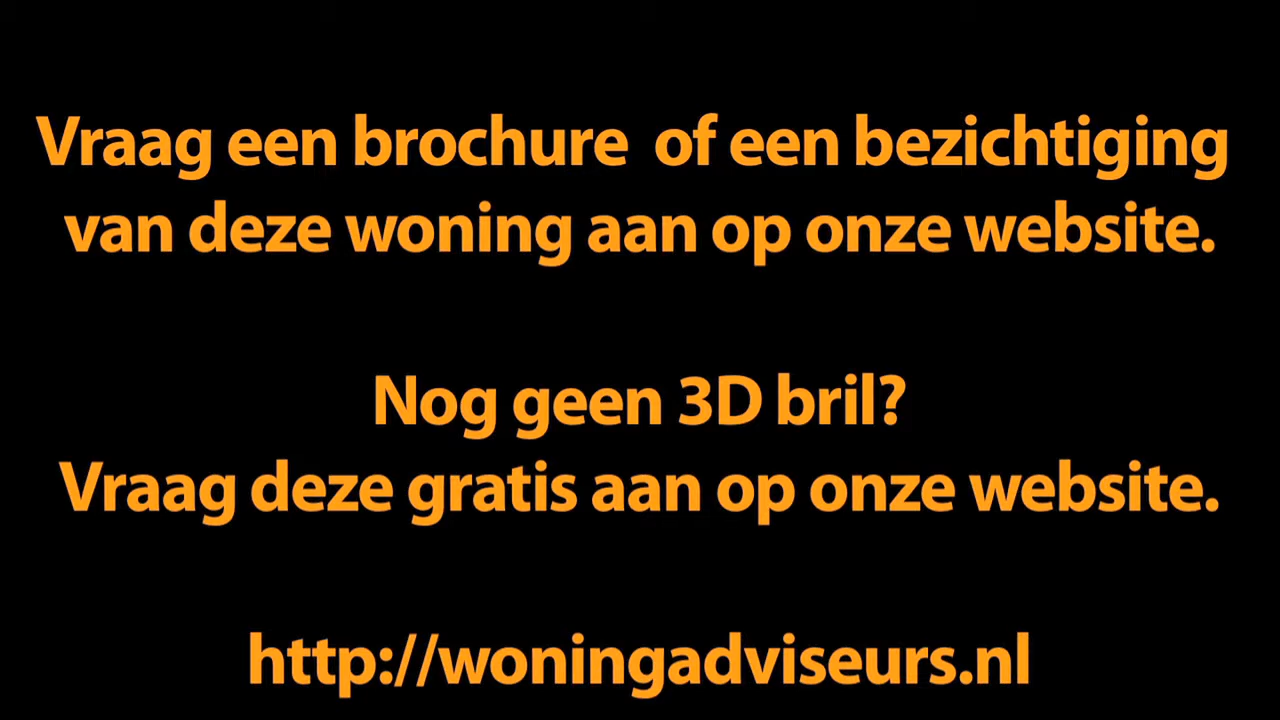 Vraag een brochure of een bezichtiging
van deze woning aan op onze website.
Nog geen 3D bril?
Vraag deze gratis aan op onze website.
http://woningadviseurs.nl